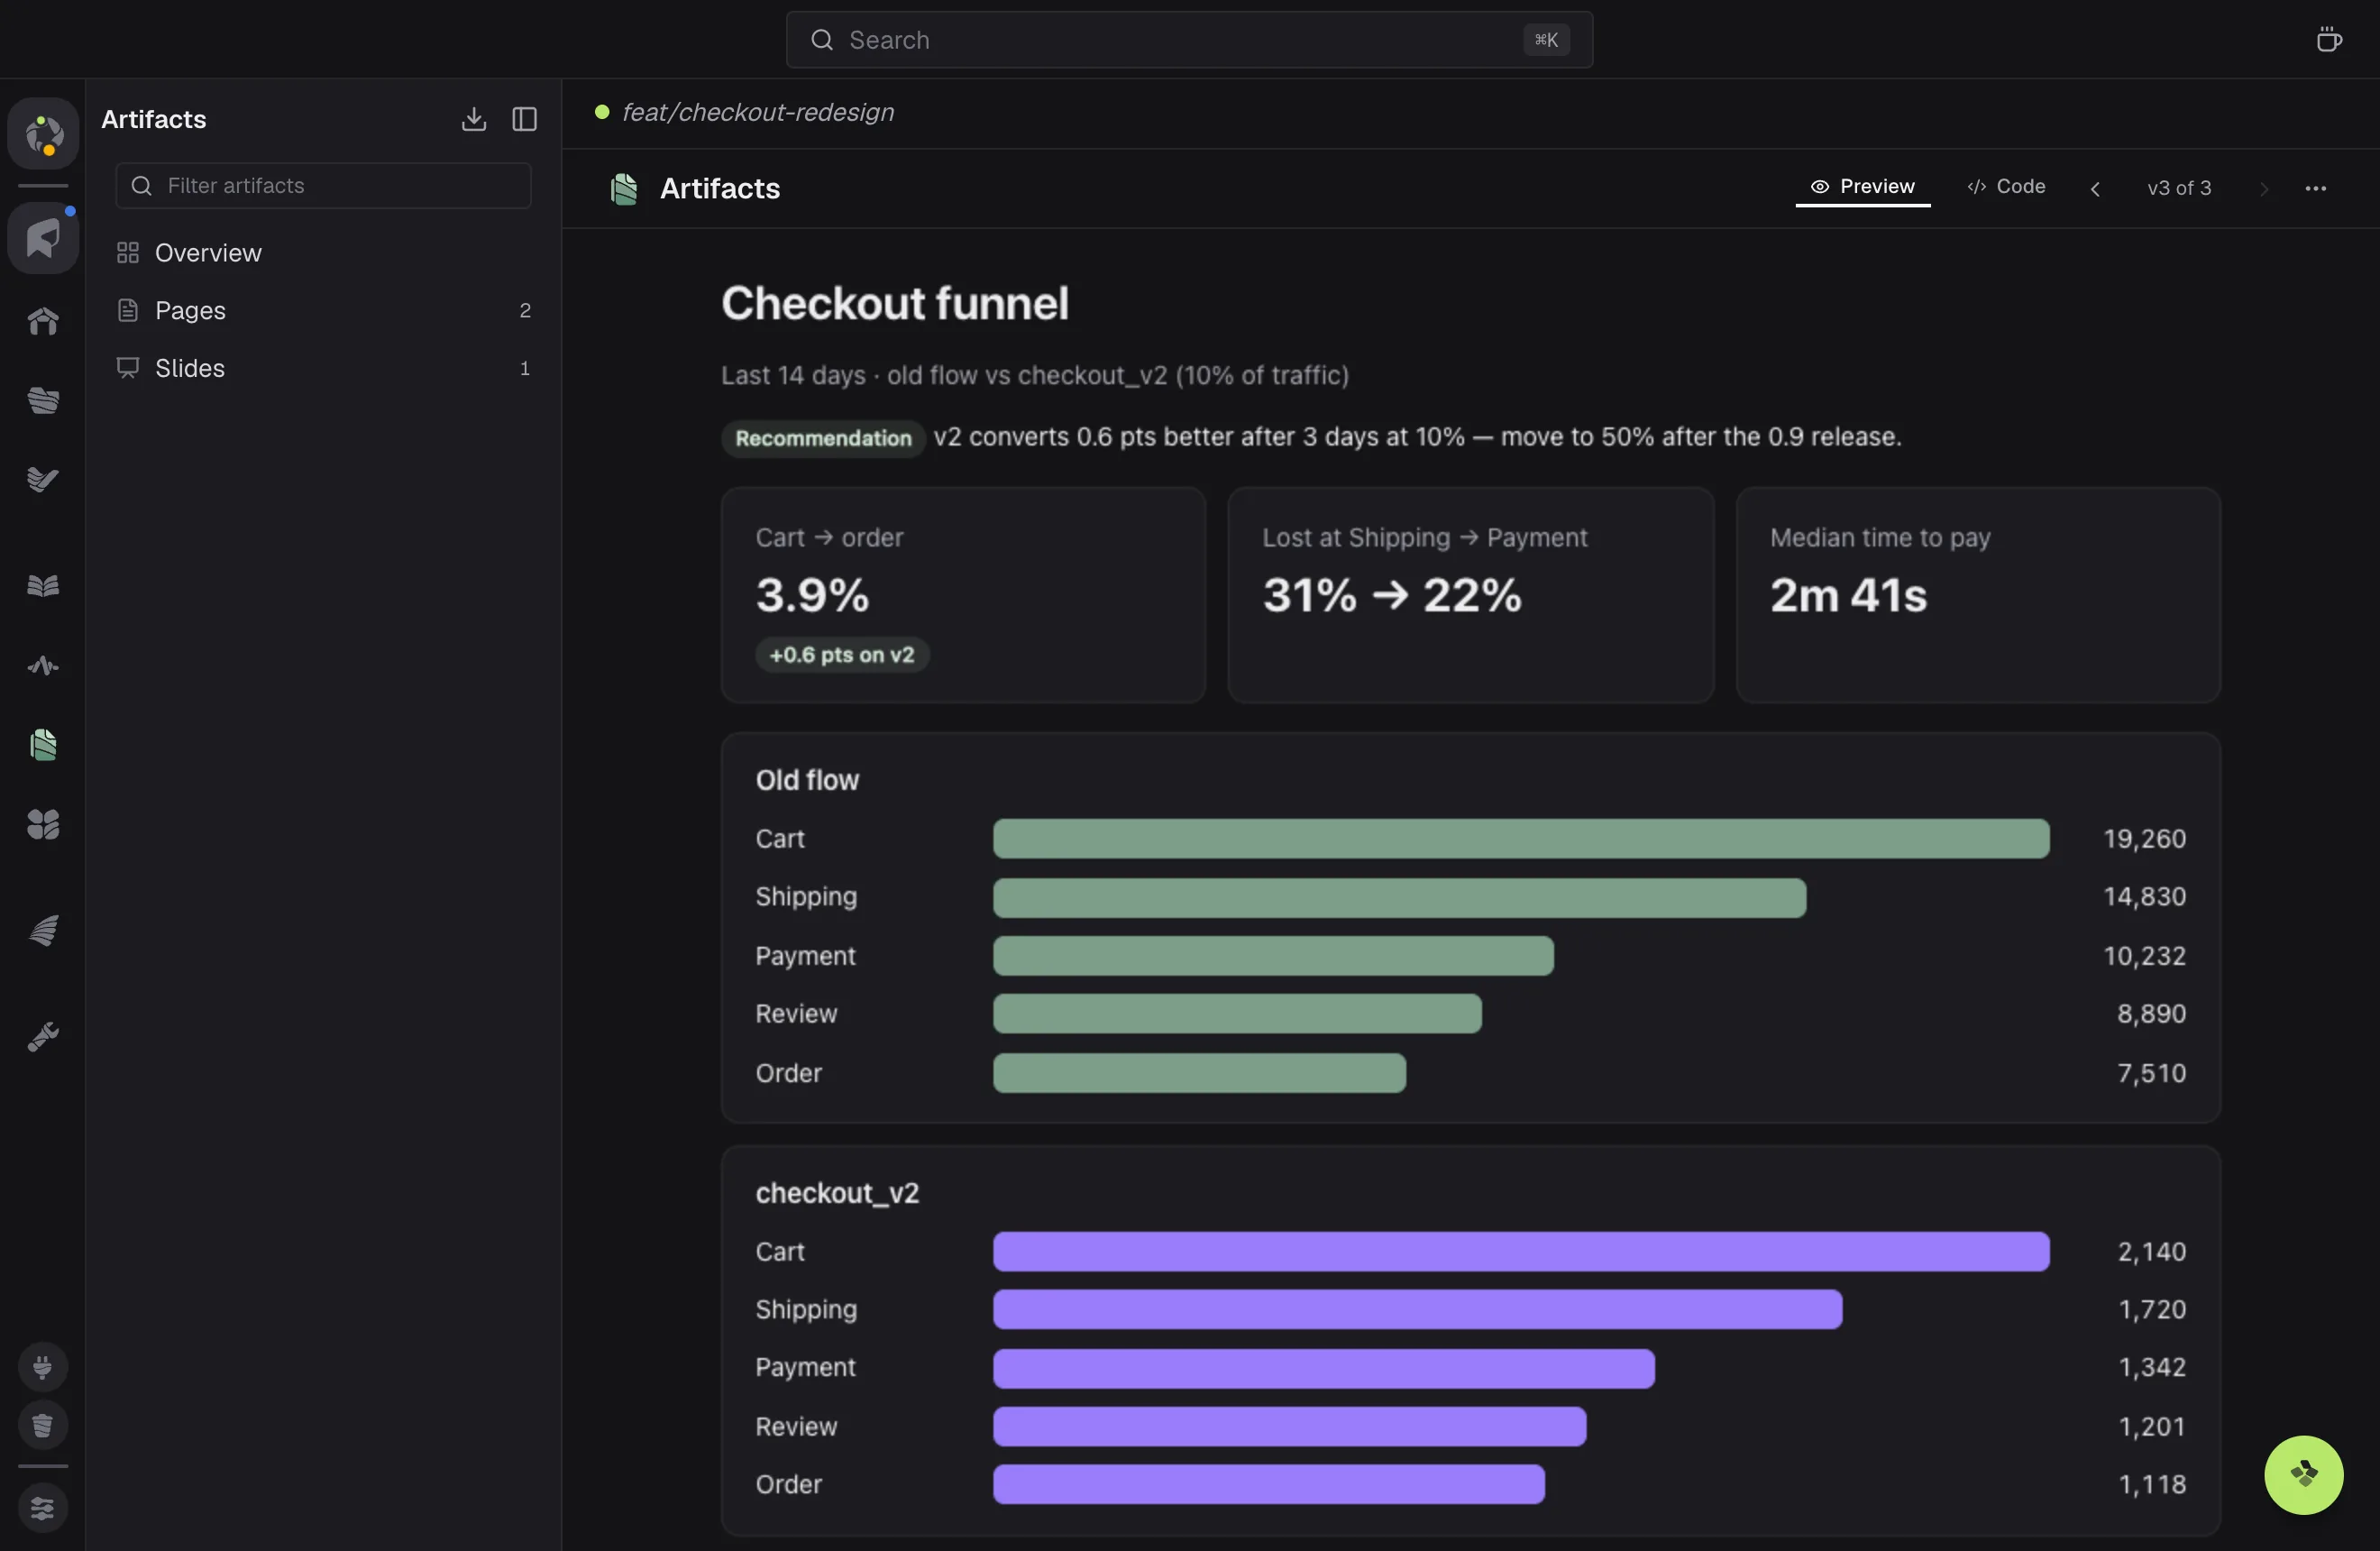 Search
⌘K
Artifacts
Filter artifacts
Overview
Pages 2
Slides 1
feat/checkout-redesign
Artifacts
Preview
</> Code
v3 of 3
Checkout funnel
Last 14 days · old flow vs checkout_v2 (10% of traffic)
Recommendation v2 converts 0.6 pts better after 3 days at 10% — move to 50% after the 0.9 release.
Cart → order
3.9%
+0.6 pts on v2
Lost at Shipping → Payment
31% → 22%
Median time to pay
2m 41s
Old flow
Cart 19,260
Shipping 14,830
Payment 10,232
Review 8,890
Order 7,510
checkout_v2
Cart 2,140
Shipping 1,720
Payment 1,342
Review 1,201
Order 1,118